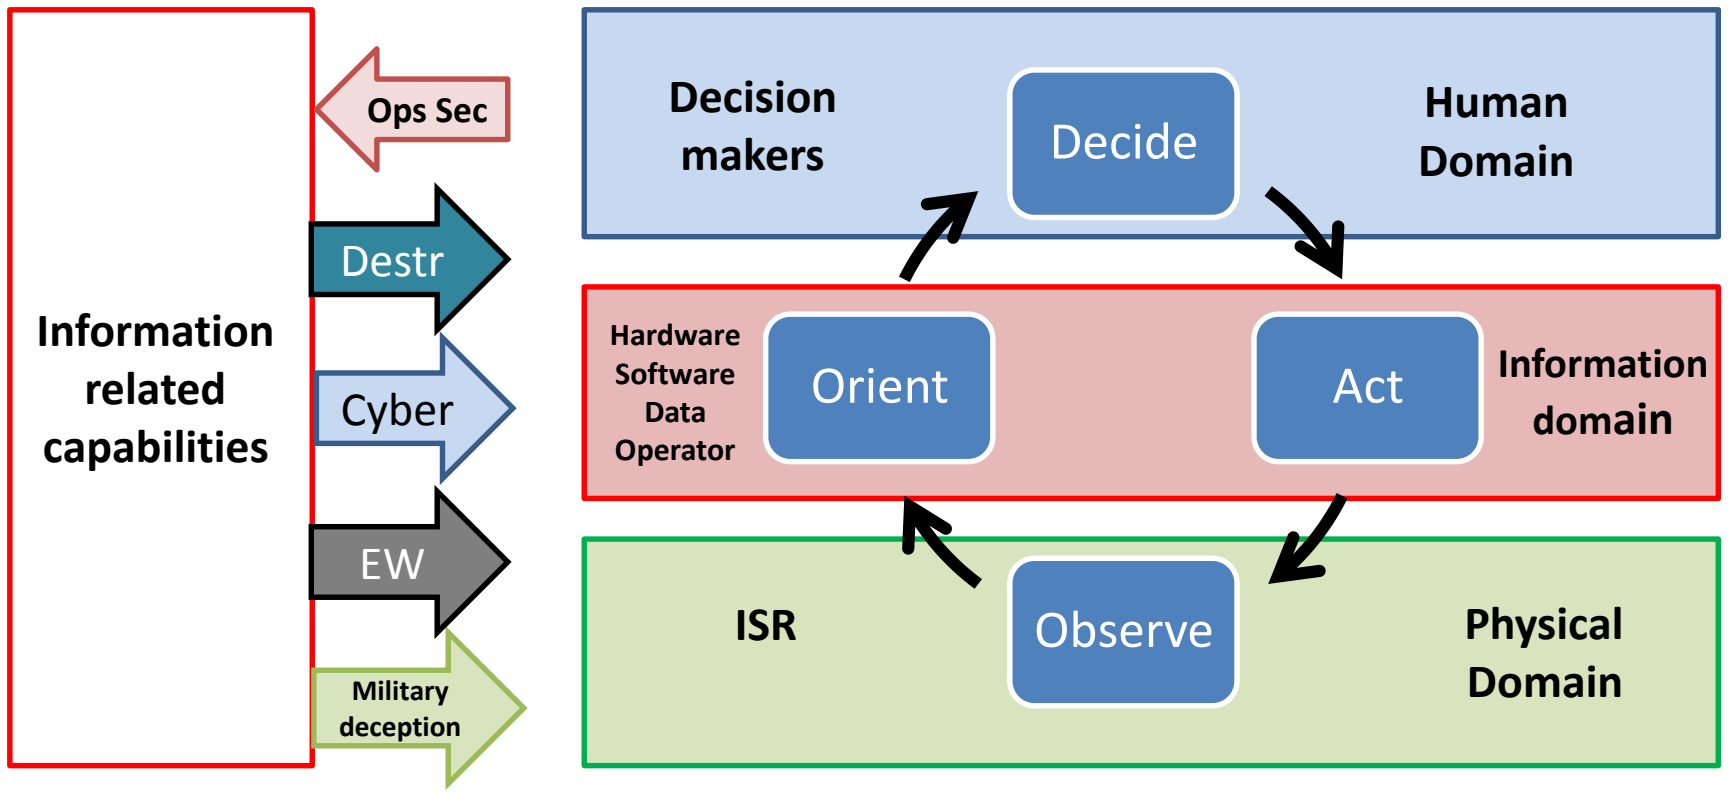 Information
related
capabilities
Ops Sec
Destr
Cyber
EW
Military
deception
Decision
makers
Decide
Human
Domain
Hardware
Software
Data
Operator
Orient
Act
Information
domain
ISR
Observe
Physical
Domain